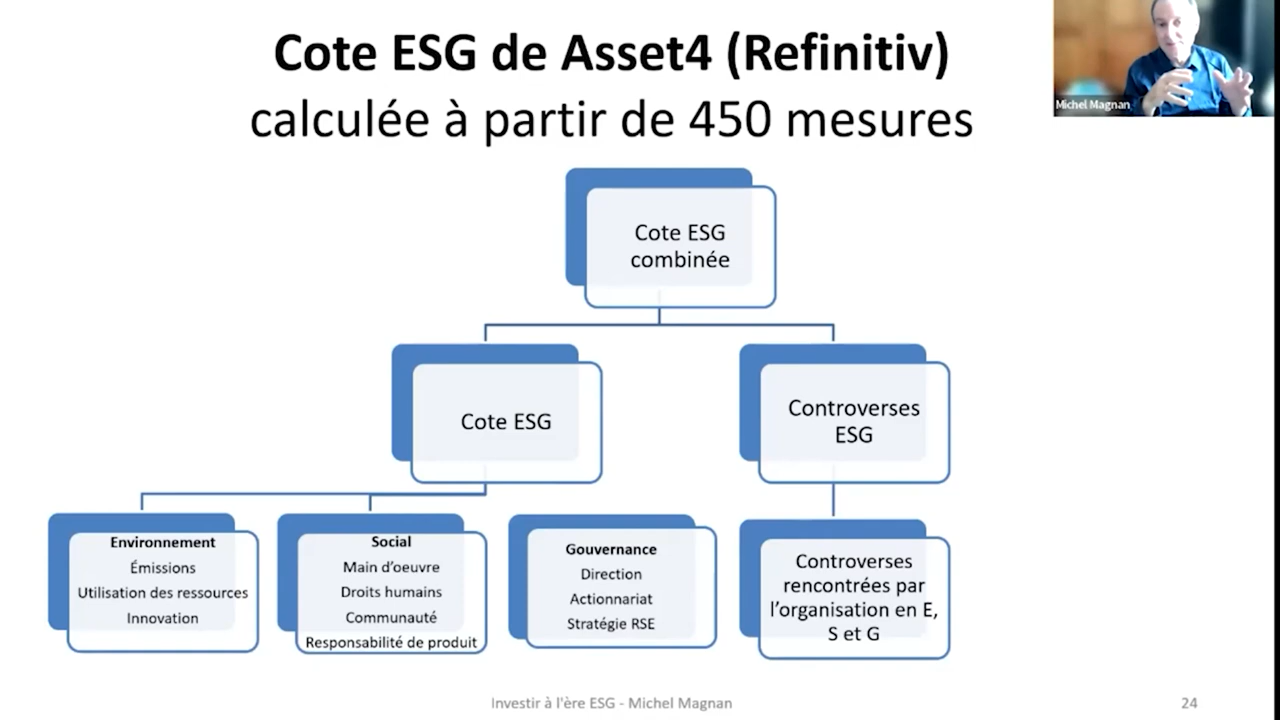 Cote ESG de Asset4 (Refinitiv)
calculée à partir de 450 mesures
Michel Magnan
Cote ESG
combinée
Cote ESG
Controverses
ESG
Environnement
Émissions
Utilisation des ressources
Innovation
Social
Main d'oeuvre
Droits humains
Communauté
Responsabilité de produit
Gouvernance
Direction
Actionnariat
Stratégie RSE
Controverses
rencontrées par
l'organisation en E,
S et G
Investir à l'ère ESG - Michel Magnan
24